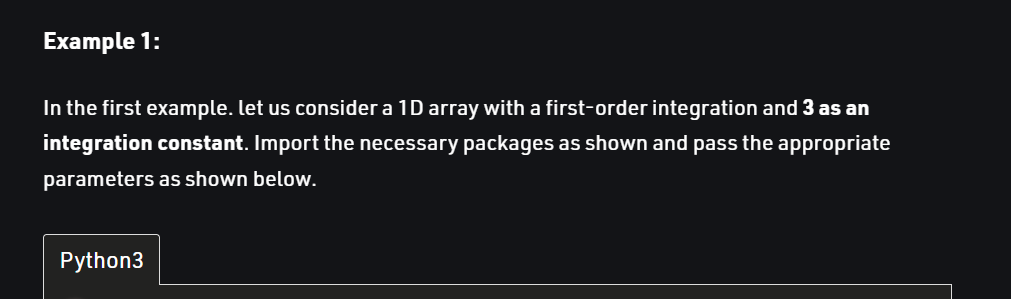 Example 1:
In the first example. let us consider a 1D array with a first-order integration and 3 as an
integration constant. Import the necessary packages as shown and pass the appropriate
parameters as shown below.
Python3